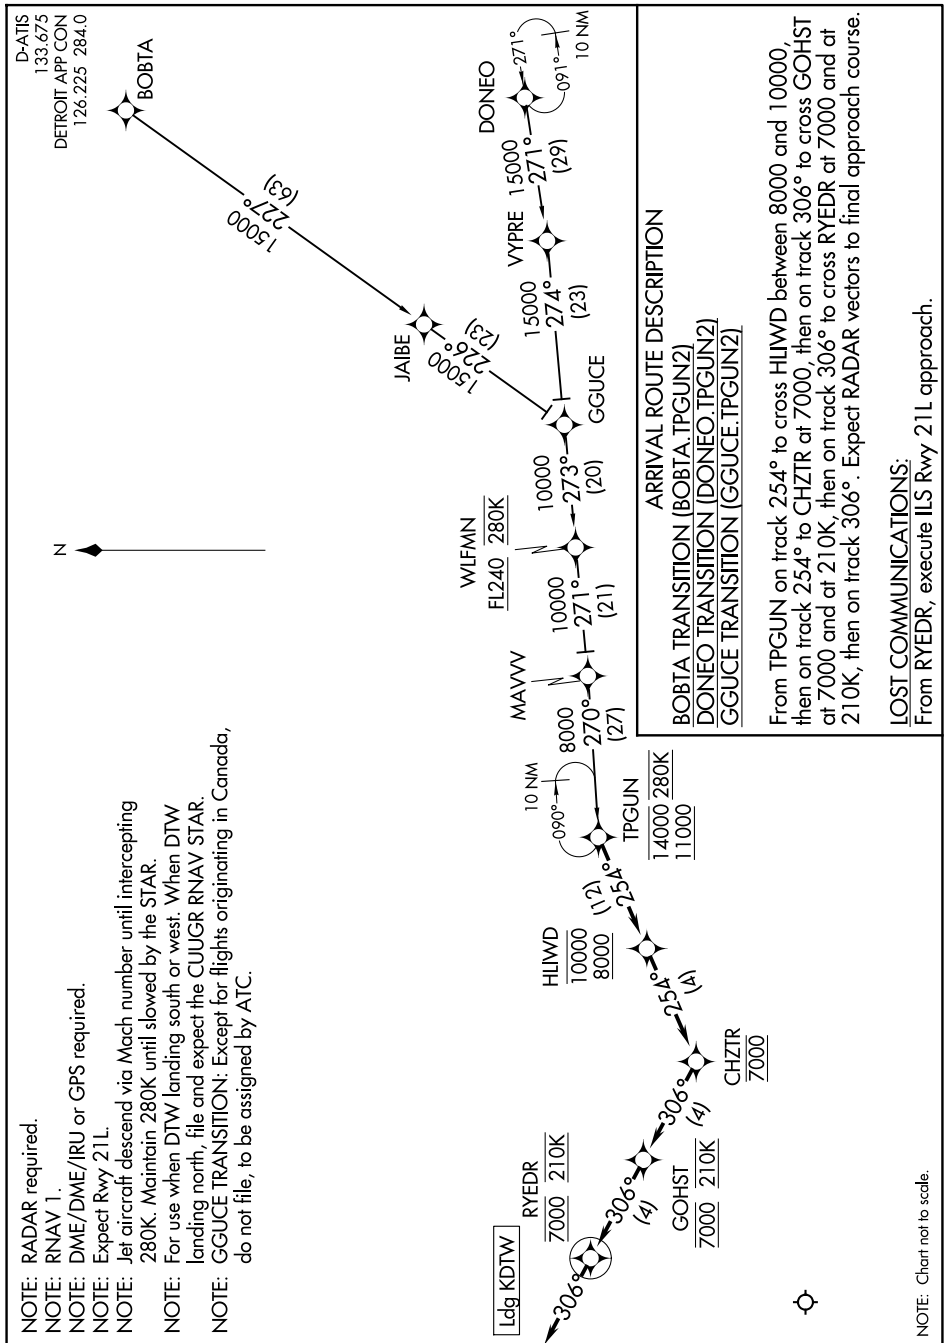 NOTE: RADAR required.
NOTE: RNAV 1.
NOTE: DME/DME/IRU or GPS required.
NOTE: Expect Rwy 21L.
NOTE: Jet aircraft descend via Mach number until intercepting
280K. Maintain 280K until slowed by the STAR.
NOTE: For use when DTW landing south or west. When DTW
landing north, file and expect the CUUGR RNAV STAR.
NOTE: GGUCE TRANSITION: Except for flights originating in Canada,
do not file, to be assigned by ATC.
N
D-ATIS
133.675
DETROIT APP CON
126.225 284.0
BOBTA
15000
227°
(63)
JAIBE
15000
226°
(23)
DONEO
271°
091°
10 NM
15000
271°
(29)
VYPRE
15000
274°
(23)
GGUCE
10000
273°
(20)
WLFMN
FL240 280K
10000
271°
(21)
MAVVV
8000
270°
(27)
10 NM
090°
TPGUN
14000 280K
11000
(12)
254°
HLIWD
10000
8000
254°
(4)
CHZTR
7000
306°
(4)
GOHST
7000 210K
306°
(4)
RYEDR
7000 210K
306°
Ldg KDTW
ARRIVAL ROUTE DESCRIPTION
BOBTA TRANSITION (BOBTA.TPGUN2)
DONEO TRANSITION (DONEO.TPGUN2)
GGUCE TRANSITION (GGUCE.TPGUN2)
From TPGUN on track 254° to cross HLIWD between 8000 and 10000,
then on track 254° to CHZTR at 7000, then on track 306° to cross GOHST
at 7000 and at 210K, then on track 306° to cross RYEDR at 7000 and at
210K, then on track 306°. Expect RADAR vectors to final approach course.
LOST COMMUNICATIONS:
From RYEDR, execute ILS Rwy 21L approach.
NOTE: Chart not to scale.